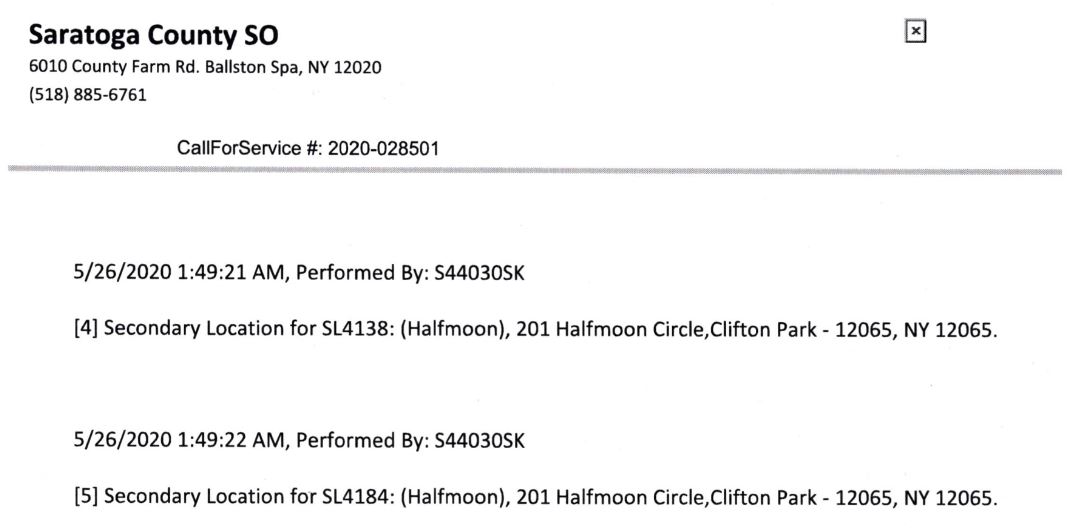 Saratoga County SO
6010 County Farm Rd. Ballston Spa, NY 12020
(518) 885-6761
CallForService #: 2020-028501
5/26/2020 1:49:21 AM, Performed By: S44030SK
[4] Secondary Location for SL4138: (Halfmoon), 201 Halfmoon Circle,Clifton Park - 12065, NY 12065.
5/26/2020 1:49:22 AM, Performed By: S44030SK
[5] Secondary Location for SL4184: (Halfmoon), 201 Halfmoon Circle,Clifton Park - 12065, NY 12065.